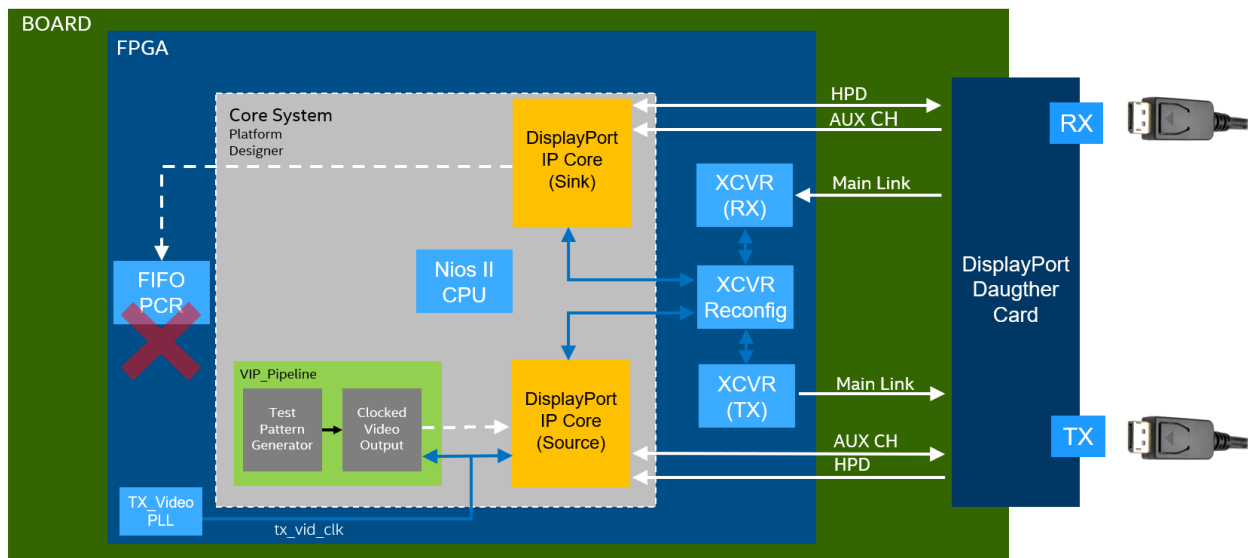 BOARD
FPGA
Core System
Platform
Designer
DisplayPort
IP Core
(Sink)
HPD
AUX CH
RX
XCVR
(RX)
Main Link
FIFO
PCR
Nios II
CPU
XCVR
Reconfig
DisplayPort
Daugther
Card
VIP_Pipeline
Test
Pattern
Generator
Clocked
Video
Output
DisplayPort
IP Core
(Source)
XCVR
(TX)
Main Link
TX
AUX CH
HPD
TX_Video
PLL
tx_vid_clk